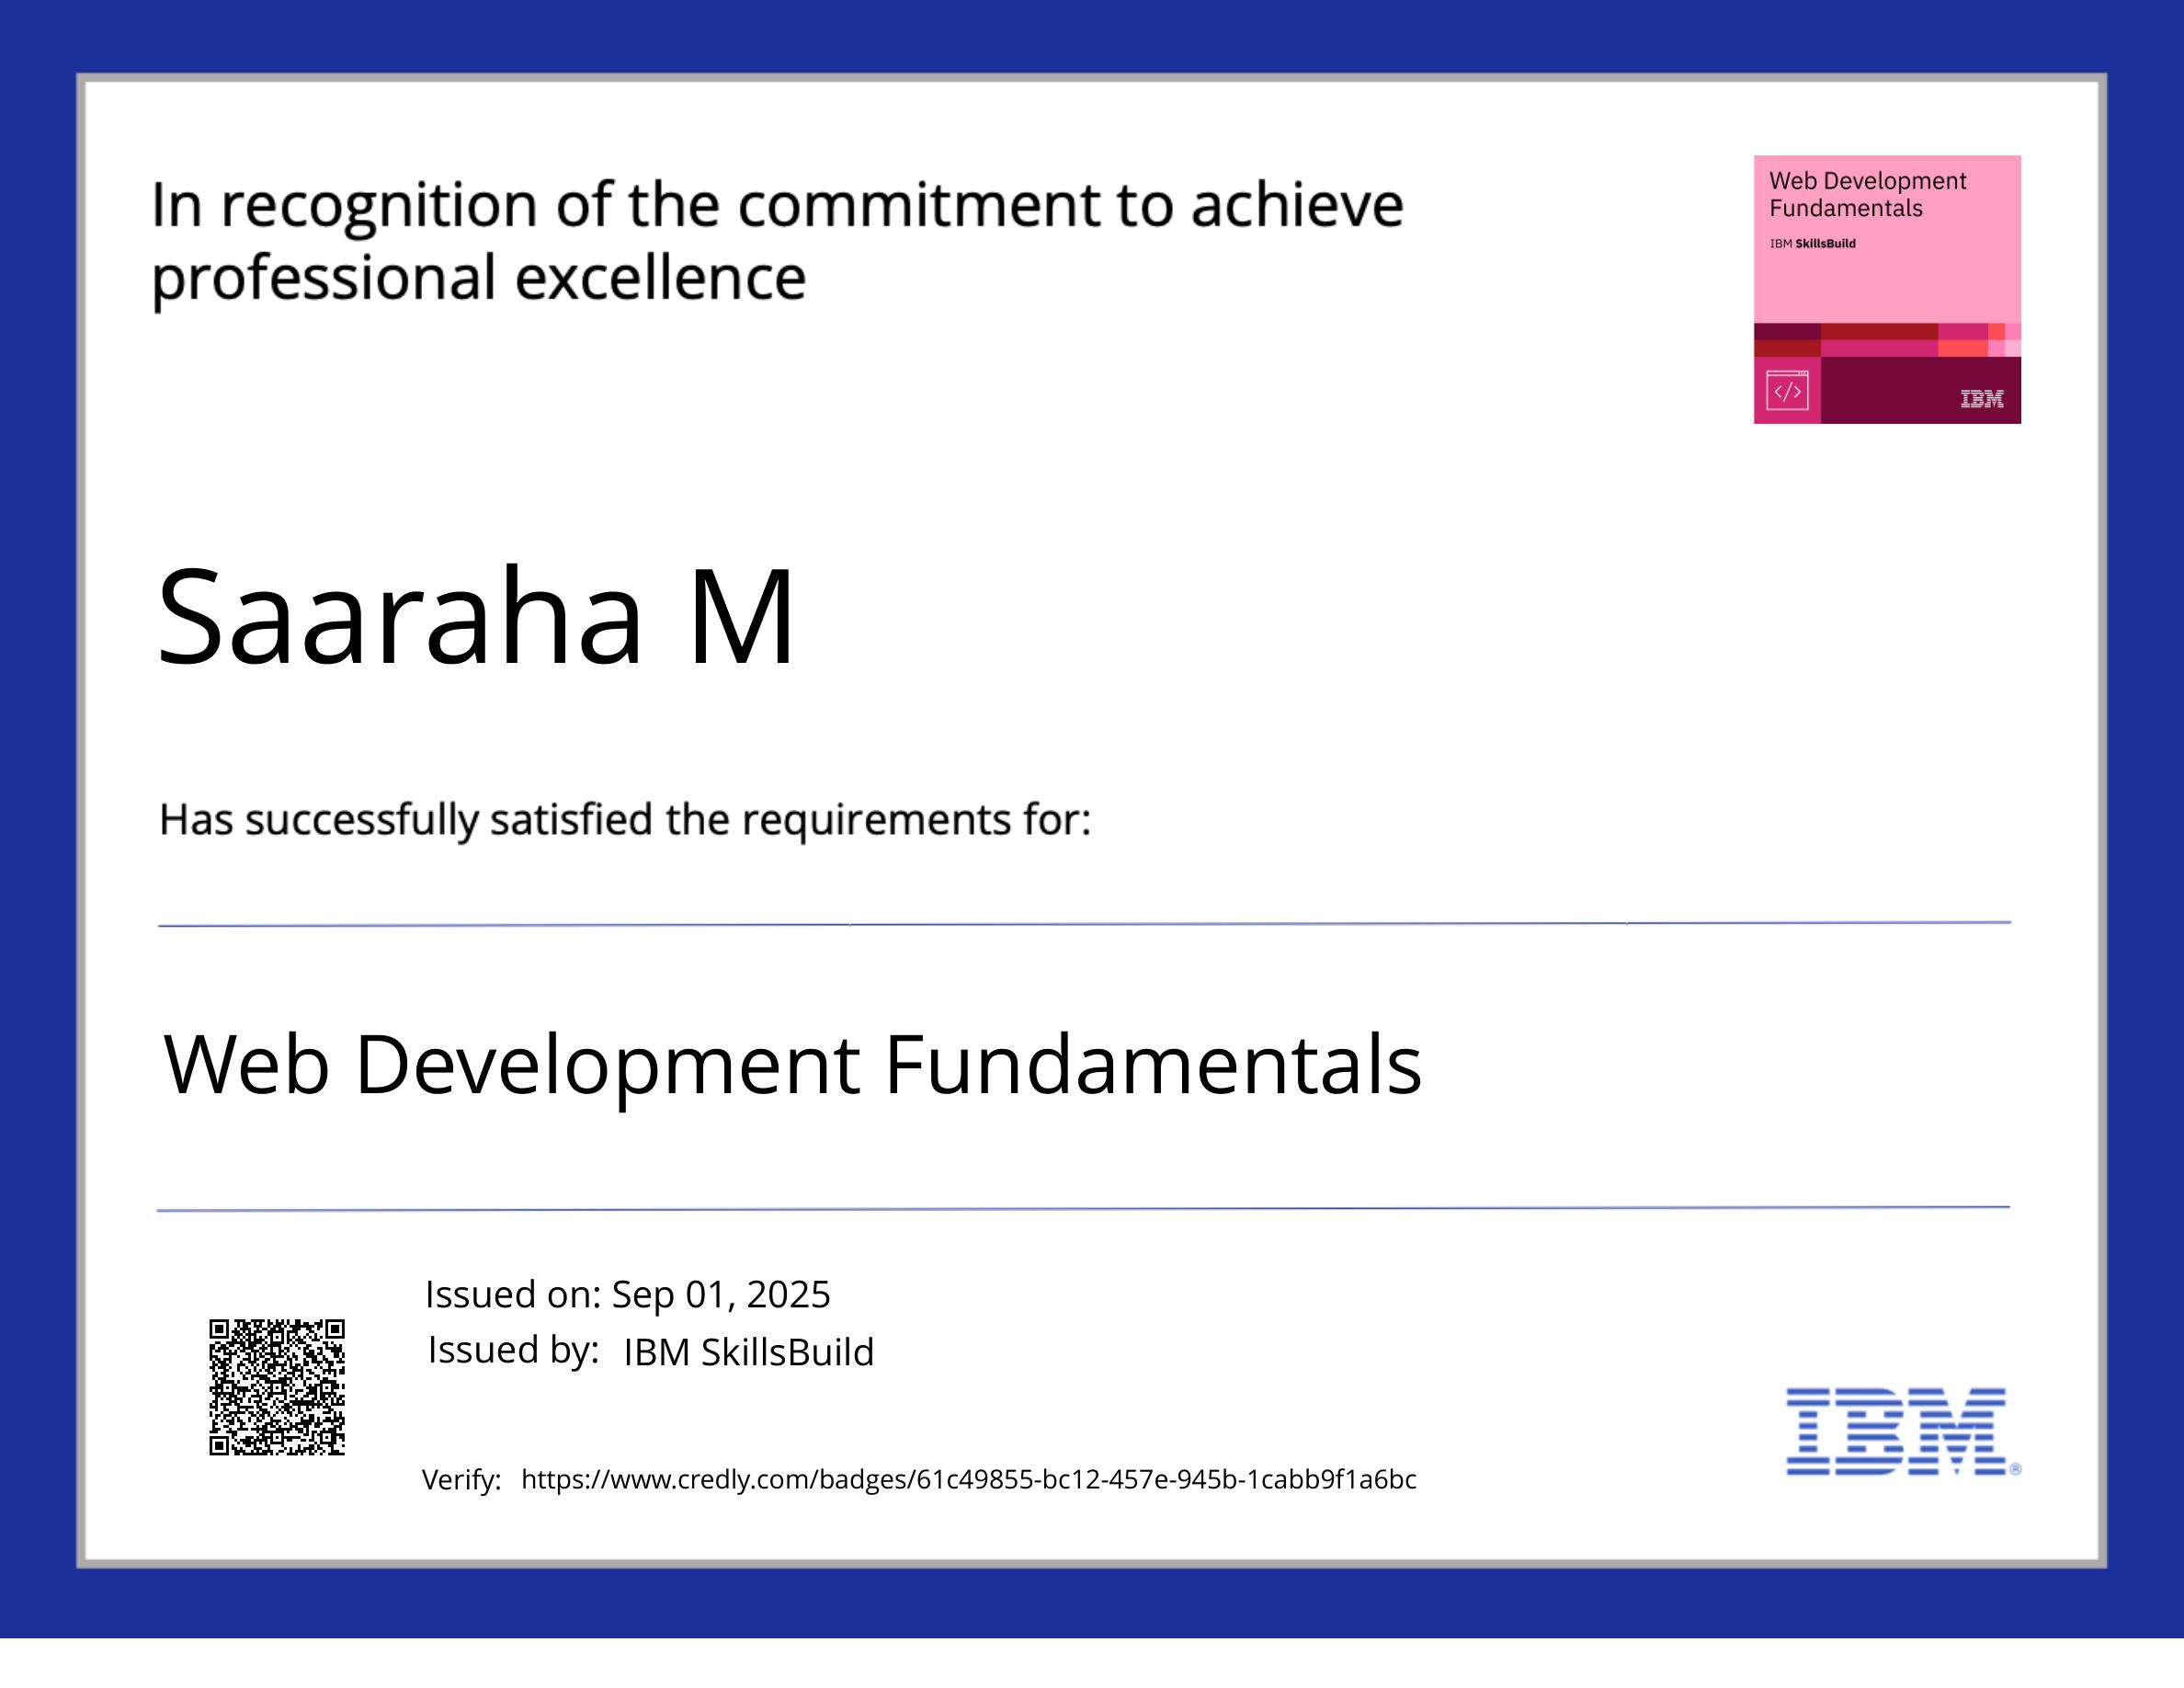 In recognition of the commitment to achieve
professional excellence
Web Development
Fundamentals
IBM SkillsBuild
</>
IBM
Saaraha M
Has successfully satisfied the requirements for:
Web Development Fundamentals
Issued on: Sep 01, 2025
Issued by: IBM SkillsBuild
Verify: https://www.credly.com/badges/61c49855-bc12-457e-945b-1cabb9f1a6bc
IBM®